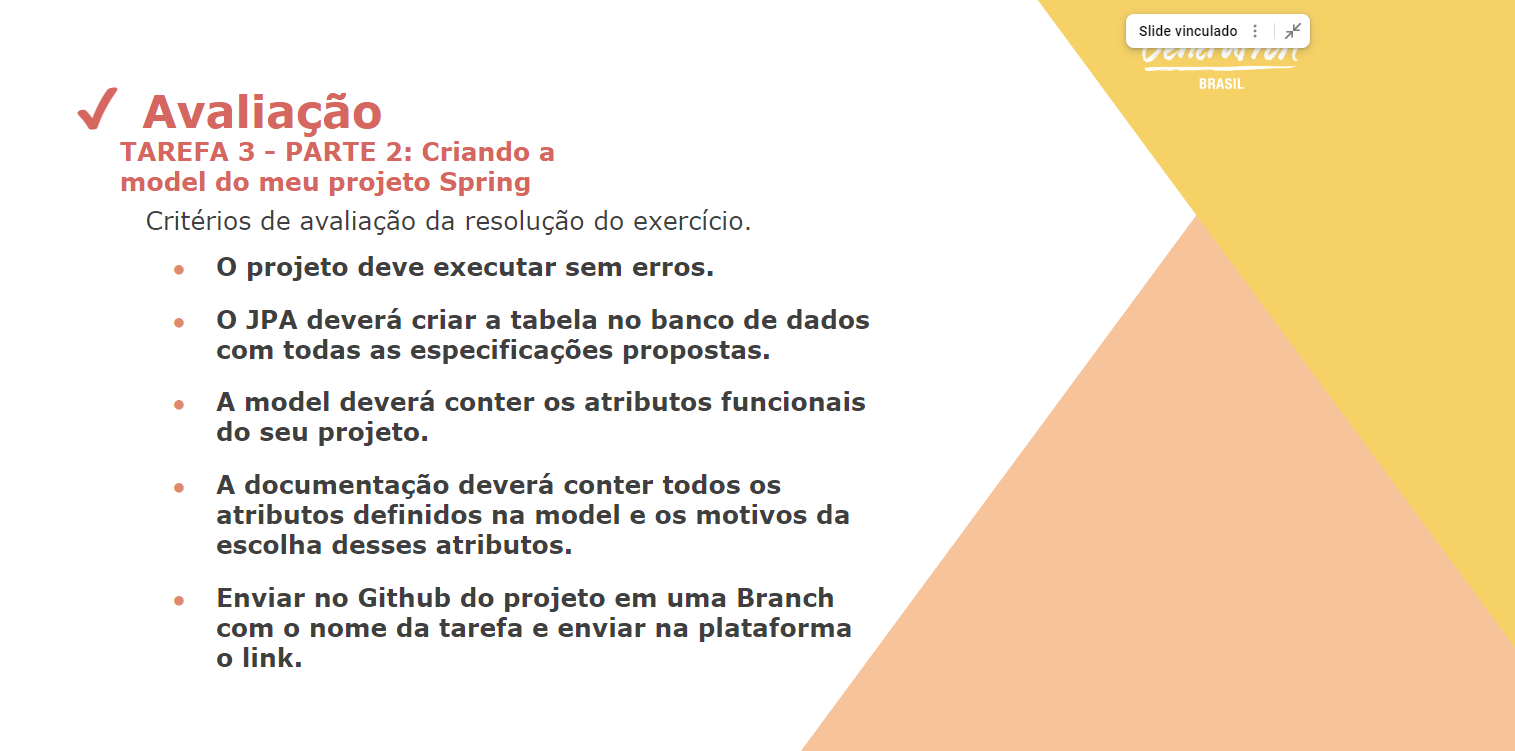 Slide vinculado
BRASIL
Avaliação
TAREFA 3 – PARTE 2: Criando a
model do meu projeto Spring
Critérios de avaliação da resolução do exercício.
● O projeto deve executar sem erros.
● O JPA deverá criar a tabela no banco de dados
com todas as especificações propostas.
● A model deverá conter os atributos funcionais
do seu projeto.
● A documentação deverá conter todos os
atributos definidos na model e os motivos da
escolha desses atributos.
● Enviar no Github do projeto em uma Branch
com o nome da tarefa e enviar na plataforma
o link.